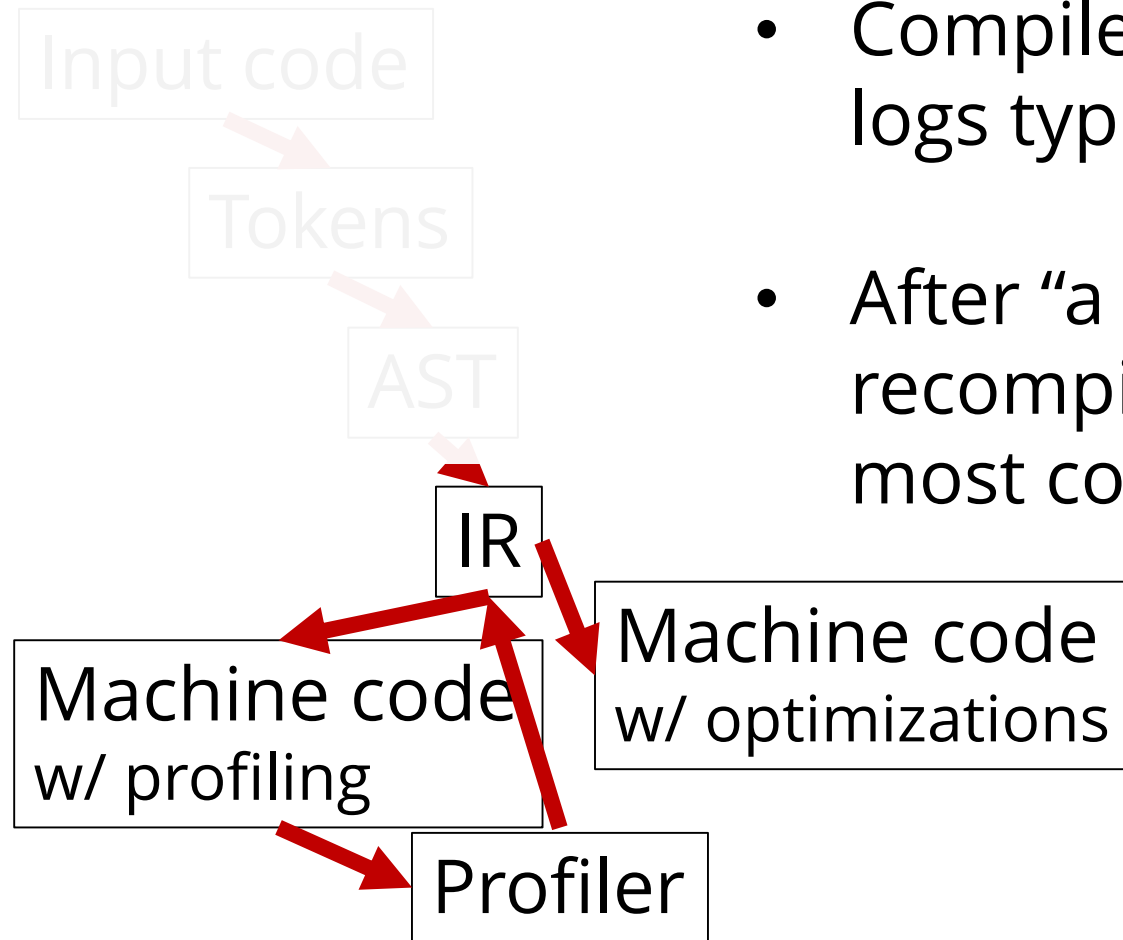 Input code
Tokens
AST
IR
Machine code
w/ profiling
Profiler
Machine code
w/ optimizations
• Compile
logs typ
• After “a
recompi
most co